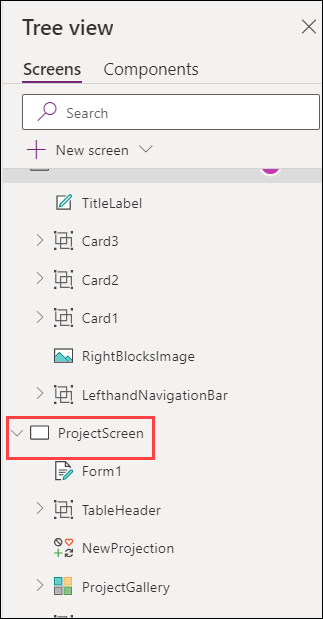 Tree view
Screens Components
Search
New screen
TitleLabel
Card3
Card2
Card1
RightBlocksImage
LefthandNavigationBar
ProjectScreen
Form1
TableHeader
NewProjection
ProjectGallery